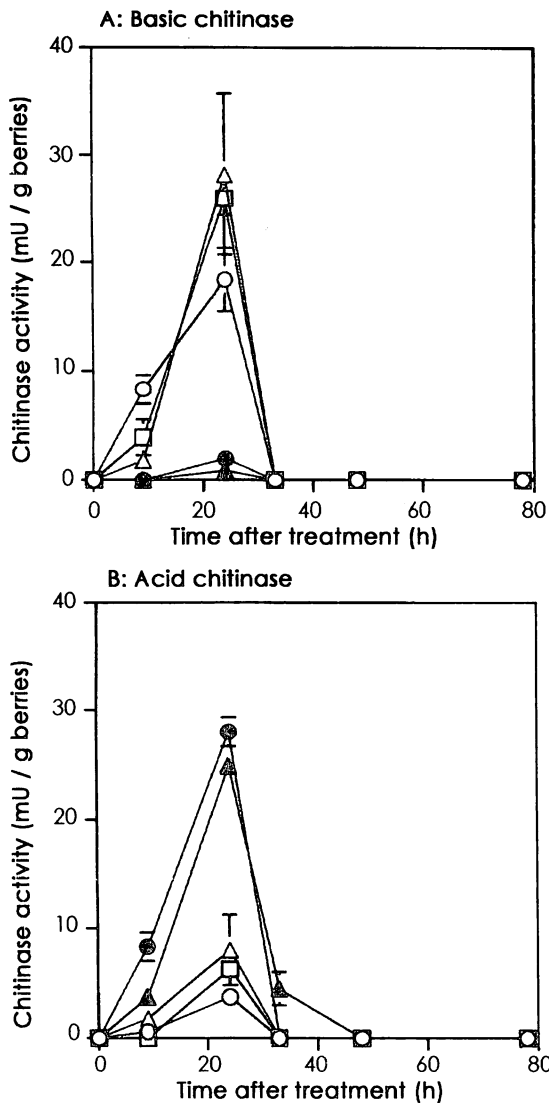 A: Basic chitinase
40
30
20
10
0
Chitinase activity (mU / g berries)
0 20 40 60 80
Time after treatment (h)
B: Acid chitinase
40
30
20
10
0
Chitinase activity (mU / g berries)
0 20 40 60 80
Time after treatment (h)